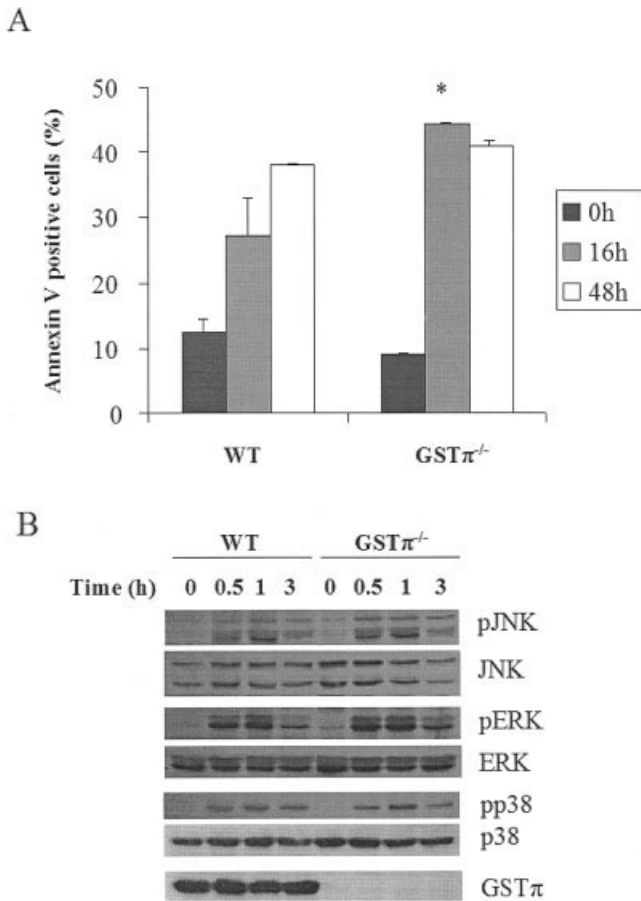 A
Annexin V positive cells (%)
50
40
30
20
10
0
*
WT
GSTπ-/-
0h
16h
48h
B
WT GSTπ-/-
Time (h) 0 0.5 1 3 0 0.5 1 3
pJNK
JNK
pERK
ERK
pp38
p38
GSTπ